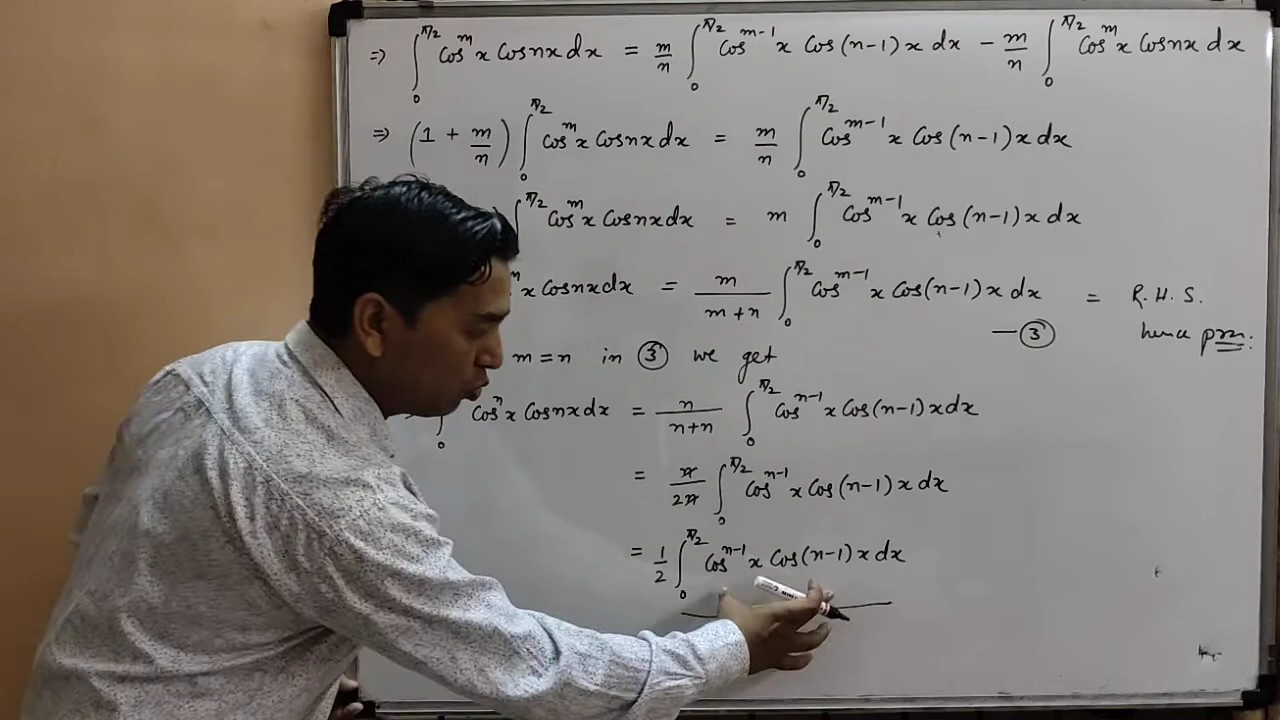 ⇒ ∫₀^{π/2} cos^m x cos nx dx = m/n ∫₀^{π/2} cos^{m-1} x cos(n-1)x dx - m/n ∫₀^{π/2} cos^m x cos nx dx
⇒ (1 + m/n) ∫₀^{π/2} cos^m x cos nx dx = m/n ∫₀^{π/2} cos^{m-1} x cos(n-1)x dx
∫^{π/2} cos^m x cos nx dx = m ∫₀^{π/2} cos^{m-1} x cos(n-1)x dx
^m x cos nx dx = m/(m+n) ∫₀^{π/2} cos^{m-1} x cos(n-1)x dx = R.H.S.
— ③ hence
m = n in ③ we get
∫₀ cos^n x cos nx dx = n/(n+n) ∫₀^{π/2} cos^{n-1} x cos(n-1)x dx
= n/2n ∫₀^{π/2} cos^{n-1} x cos(n-1)x dx
= 1/2 ∫₀^{π/2} cos^{n-1} x cos(n-1)x dx